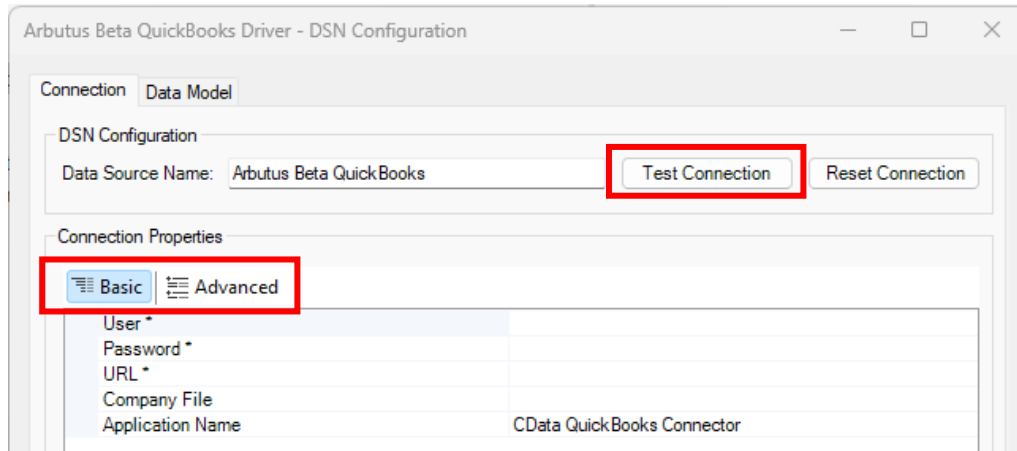 Arbutus Beta QuickBooks Driver - DSN Configuration
Connection Data Model
DSN Configuration
Data Source Name: Arbutus Beta QuickBooks Test Connection Reset Connection
Connection Properties
Basic Advanced
User *
Password *
URL *
Company File
Application Name CData QuickBooks Connector